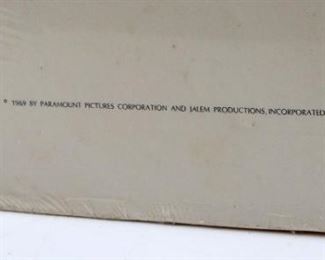 * 1969 BY PARAMOUNT PICTURES CORPORATION AND JALEM PRODUCTIONS, INCORPORATED